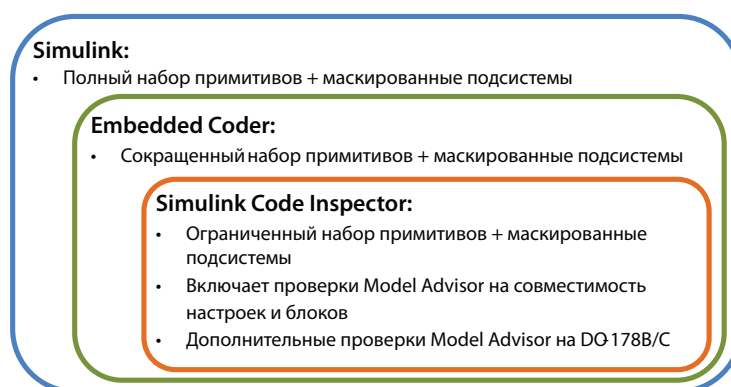 Simulink:
• Полный набор примитивов + маскированные подсистемы
Embedded Coder:
• Сокращенный набор примитивов + маскированные подсистемы
Simulink Code Inspector:
• Ограниченный набор примитивов + маскированные
подсистемы
• Включает проверки Model Advisor на совместимость
настроек и блоков
• Дополнительные проверки Model Advisor на DO-178B/C